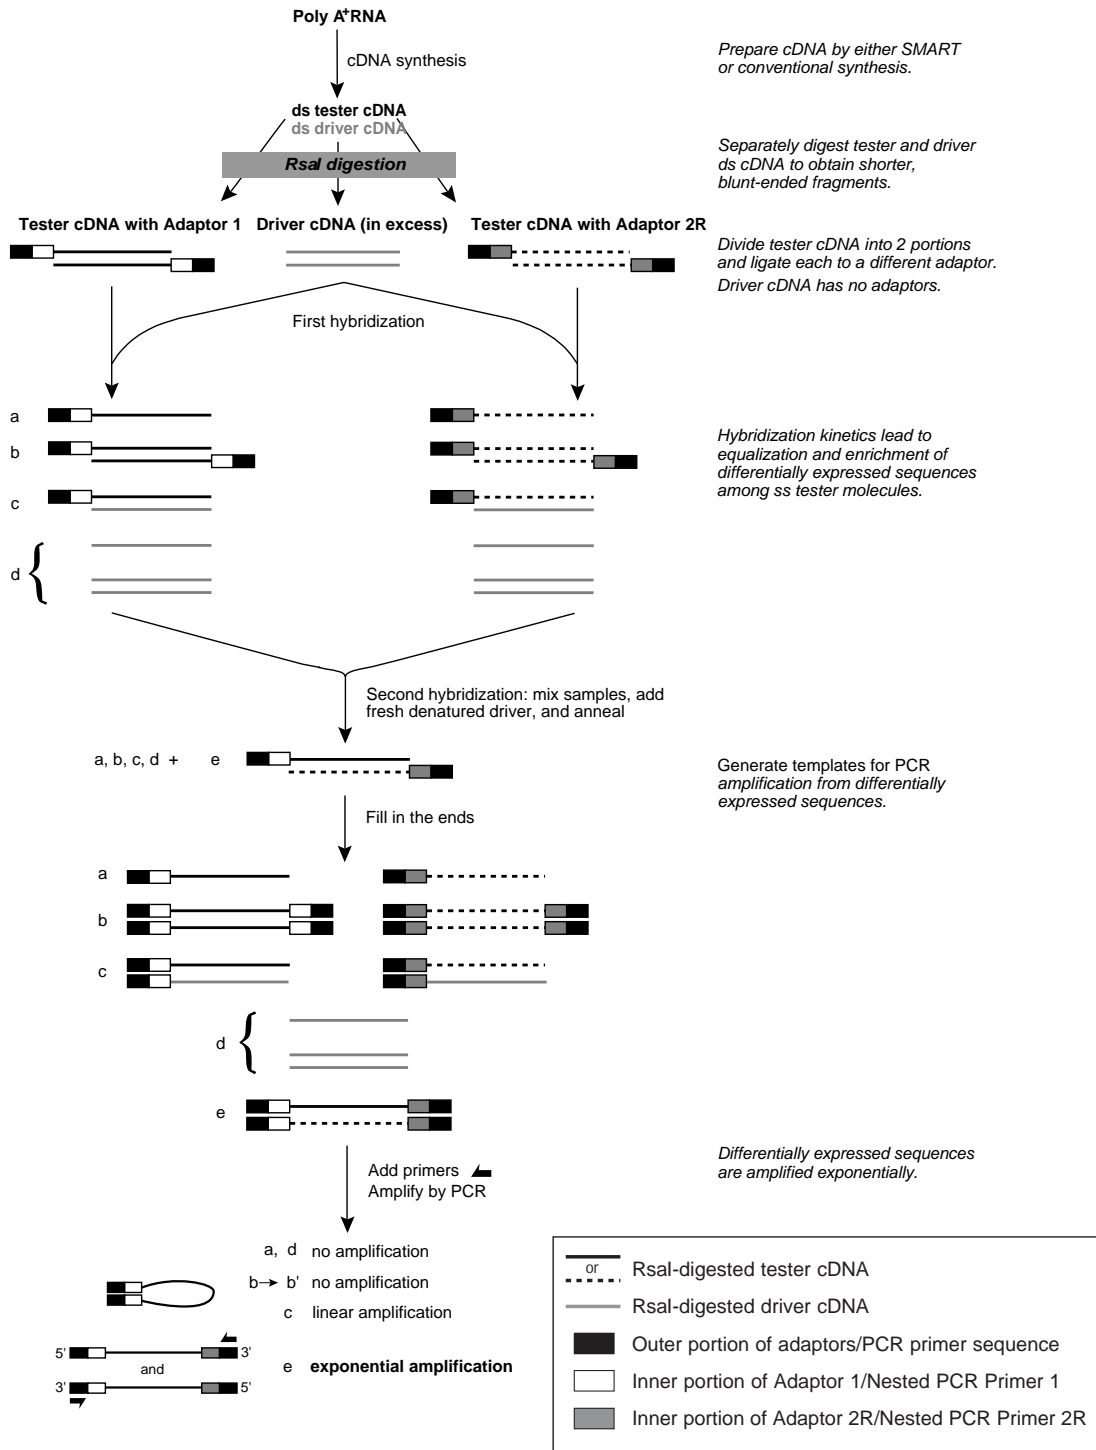 Poly A+RNA
cDNA synthesis
Prepare cDNA by either SMART
or conventional synthesis.
ds tester cDNA
ds driver cDNA
RsaI digestion
Separately digest tester and driver
ds cDNA to obtain shorter,
blunt-ended fragments.
Tester cDNA with Adaptor 1
Driver cDNA (in excess)
Tester cDNA with Adaptor 2R
Divide tester cDNA into 2 portions
and ligate each to a different adaptor.
Driver cDNA has no adaptors.
First hybridization
a
b
c
d {
Hybridization kinetics lead to
equalization and enrichment of
differentially expressed sequences
among ss tester molecules.
Second hybridization: mix samples, add
fresh denatured driver, and anneal
a, b, c, d + e
Generate templates for PCR
amplification from differentially
expressed sequences.
Fill in the ends
a
b
c
d {
e
Differentially expressed sequences
are amplified exponentially.
Add primers
Amplify by PCR
a, d no amplification
b→ b' no amplification
c linear amplification
5' 3'
and
3' 5'
e exponential amplification
or
RsaI-digested tester cDNA
RsaI-digested driver cDNA
Outer portion of adaptors/PCR primer sequence
Inner portion of Adaptor 1/Nested PCR Primer 1
Inner portion of Adaptor 2R/Nested PCR Primer 2R